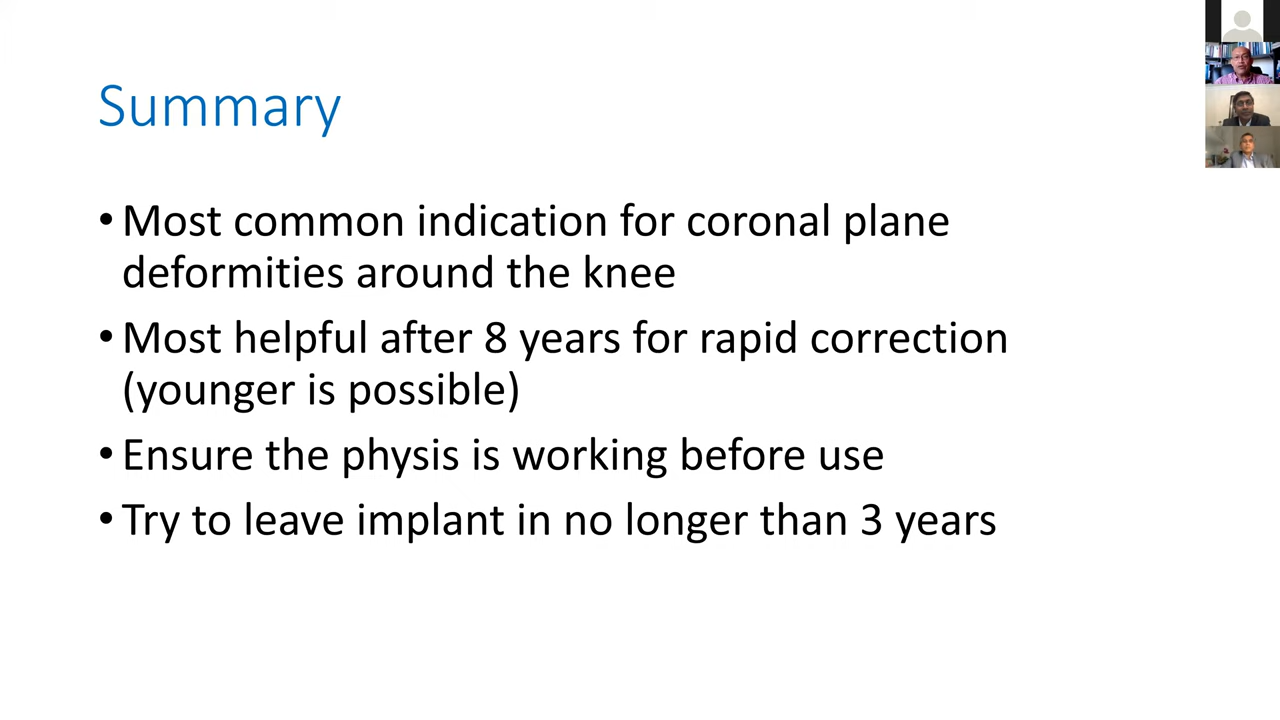 Summary
• Most common indication for coronal plane
deformities around the knee
• Most helpful after 8 years for rapid correction
(younger is possible)
• Ensure the physis is working before use
• Try to leave implant in no longer than 3 years